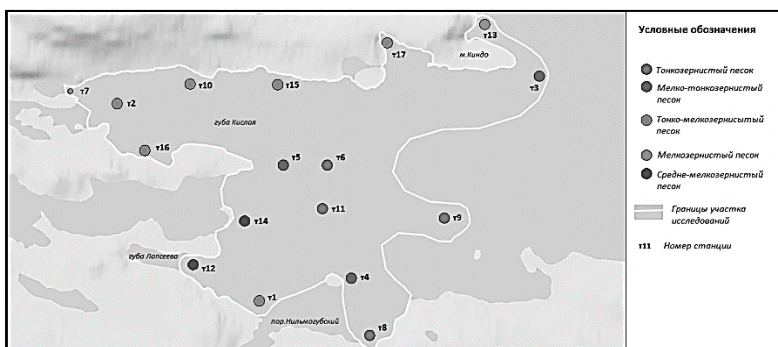 т13
т17
м.Киндо
т3
т7
т10
т15
т2
губа Кислая
т16
т5
т6
т11
т9
т14
губа Лапсеева
т12
т4
т1
пор.Нильмогубский
т8
Условные обозначения
Тонкозернистый песок
Мелко-тонкозернистый
песок
Тонко-мелкозернисытый
песок
Мелкозернистый песок
Средне-мелкозернистый
песок
Границы участка
исследований
т11 Номер станции